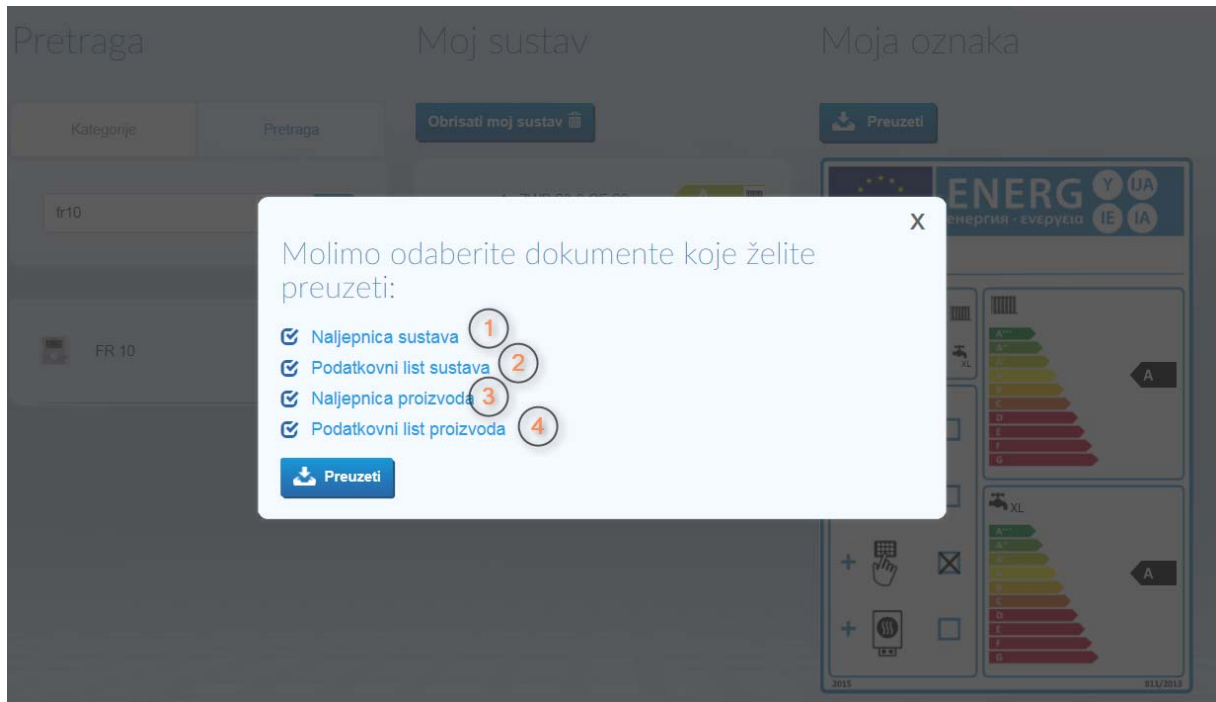 Pretraga
Moj sustav
Moja oznaka
Kategorije
Pretraga
Obrisati moj sustav
Preuzeti
fr10
FR 10
X
Molimo odaberite dokumente koje želite
preuzeti:
Naljepnica sustava 1
Podatkovni list sustava 2
Naljepnica proizvoda 3
Podatkovni list proizvoda 4
Preuzeti
ENERG
Y UA
IE IA
енергия · ενεργεια
XL
A
G
XL
A
G
2015
811/2013